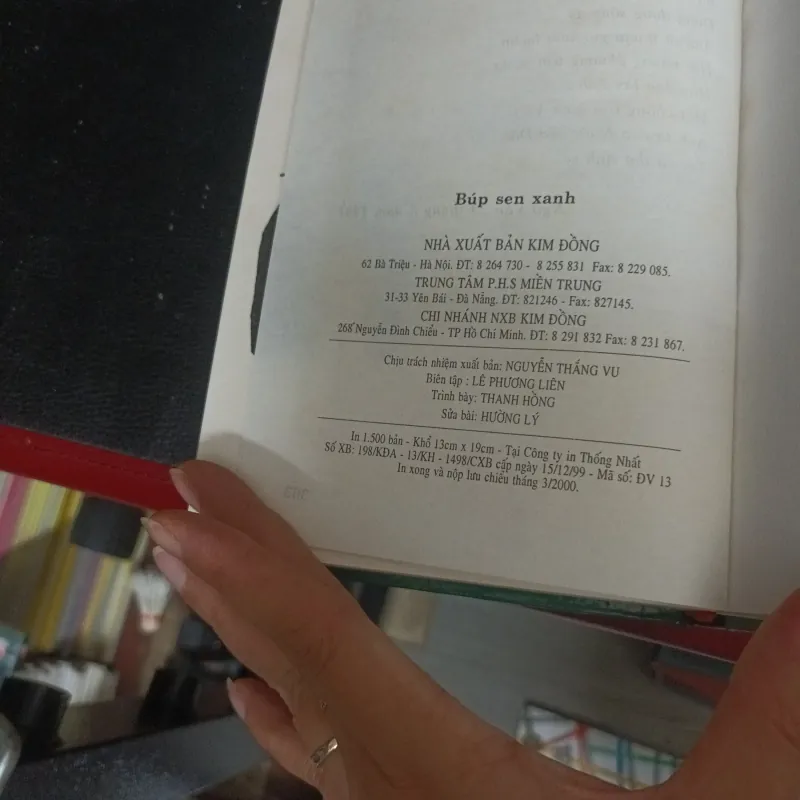 Búp sen xanh
NHÀ XUẤT BẢN KIM ĐỒNG
62 Bà Triệu - Hà Nội. ĐT: 8 264 730 - 8 255 831 Fax: 8 229 085.
TRUNG TÂM P.H.S MIỀN TRUNG
31-33 Yên Bái - Đà Nẵng. ĐT: 821246 - Fax: 827145.
CHI NHÁNH NXB KIM ĐỒNG
268 Nguyễn Đình Chiểu - TP Hồ Chí Minh. ĐT: 8 291 832 Fax: 8 231 867.
Chịu trách nhiệm xuất bản: NGUYỄN THẮNG VU
Biên tập : LÊ PHƯƠNG LIÊN
Trình bày: THANH HỒNG
Sửa bài: HƯỜNG LÝ
In 1.500 bản - Khổ 13cm x 19cm - Tại Công ty in Thống Nhất
Số XB: 198/KĐA - 13/KH - 1498/CXB cấp ngày 15/12/99 - Mã số: ĐV 13
In xong và nộp lưu chiểu tháng 3/2000.